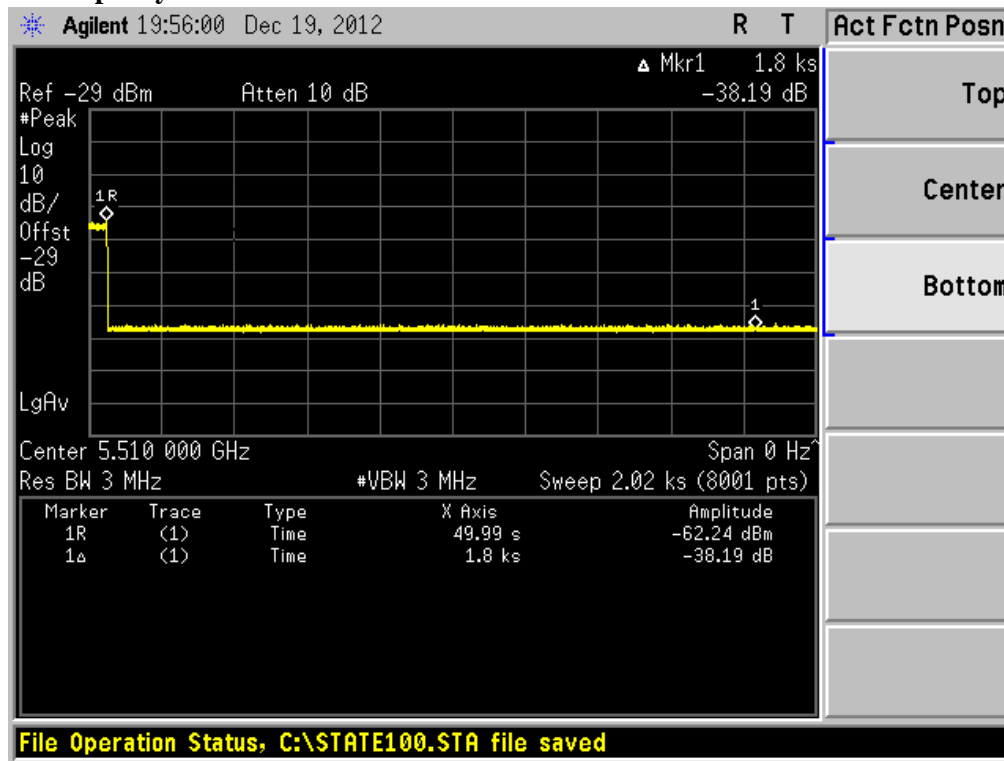 Agilent 19:56:00 Dec 19, 2012 R T Act Fctn Posn
Δ Mkr1 1.8 ks
Ref -29 dBm Atten 10 dB -38.19 dB
Top
#Peak
Log
10
dB/
Offst
-29
dB
1R
Center
Bottom
1
LgAv
Center 5.510 000 GHz Span 0 Hz^
Res BW 3 MHz #VBW 3 MHz Sweep 2.02 ks (8001 pts)
Marker Trace Type X Axis Amplitude
1R (1) Time 49.99 s -62.24 dBm
1Δ (1) Time 1.8 ks -38.19 dB
File Operation Status, C:\STATE100.STA file saved